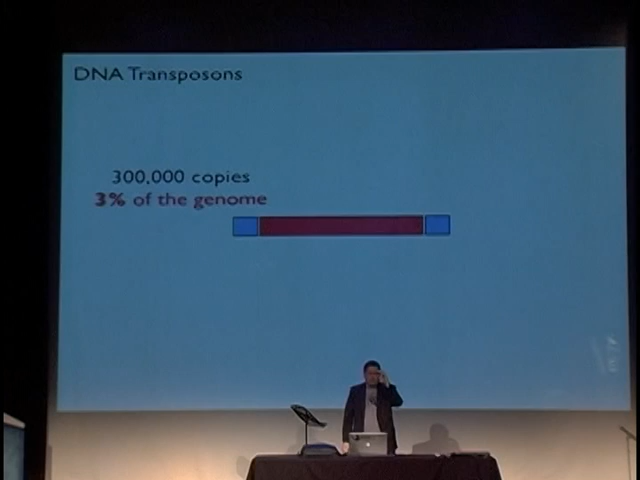 DNA Transposons
300,000 copies
3% of the genome